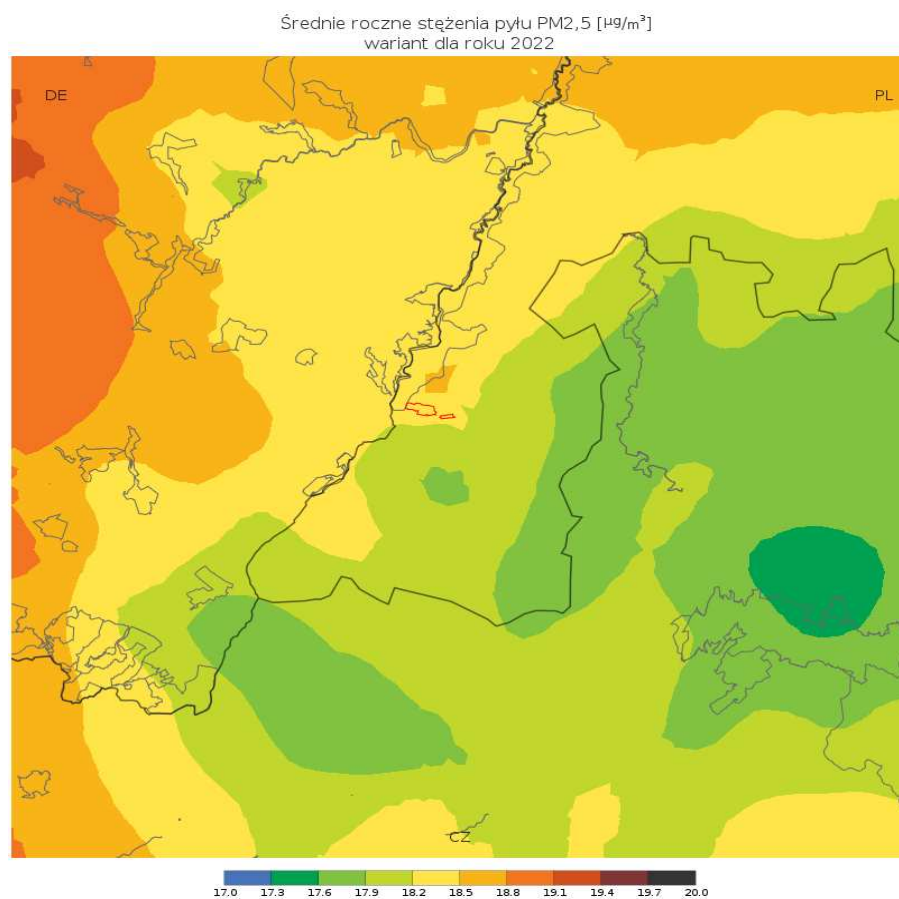 Średnie roczne stężenia pyłu PM2,5 [µg/m³]
wariant dla roku 2022
DE
PL
CZ
17.0 17.3 17.6 17.9 18.2 18.5 18.8 19.1 19.4 19.7 20.0